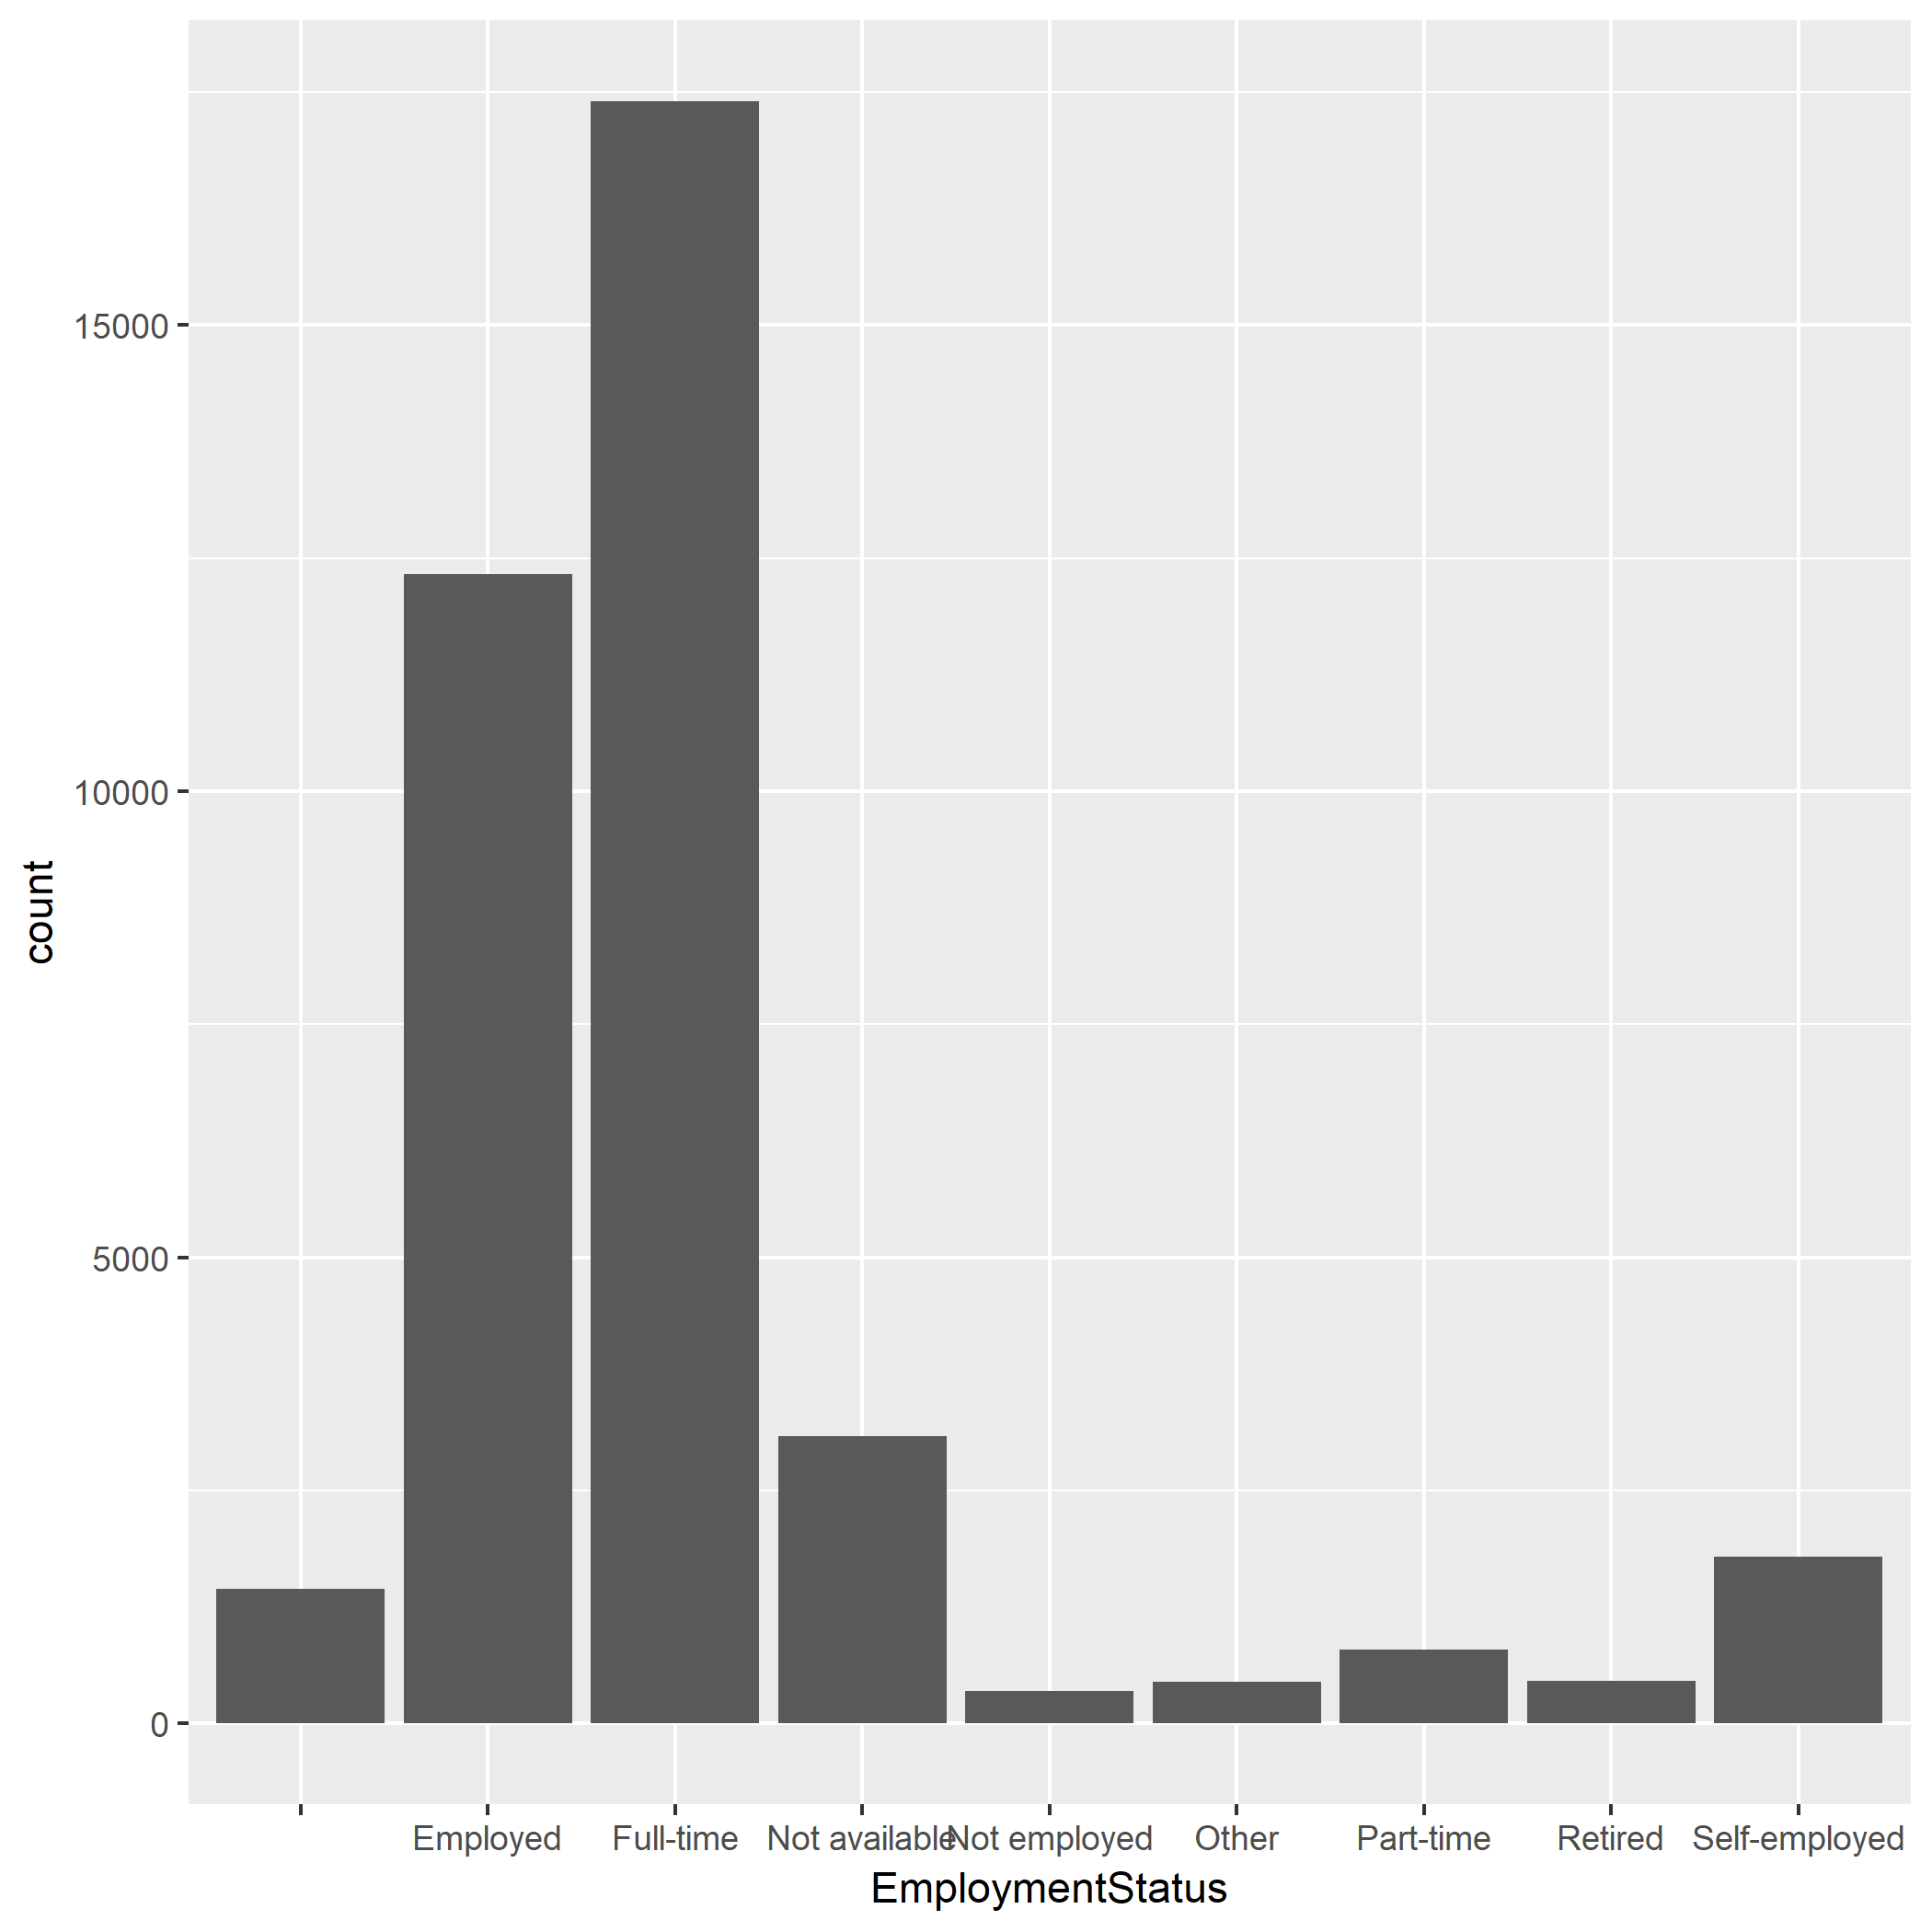 15000
10000
5000
0
count
Employed Full-time Not available Not employed Other Part-time Retired Self-employed
EmploymentStatus